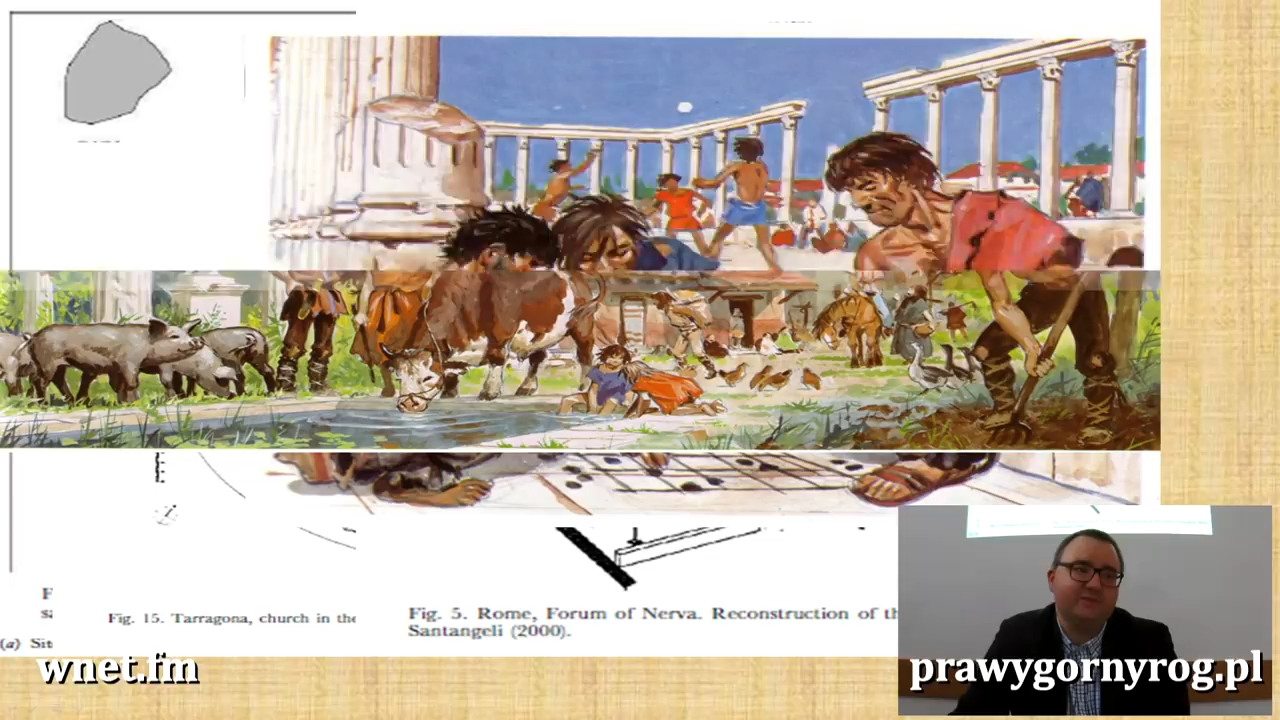 F
(a) Sit
Fig. 15. Tarragona, church in the
Fig. 5. Rome, Forum of Nerva. Reconstruction of th
Santangeli (2000).
wnet.fm
prawygornyrog.pl